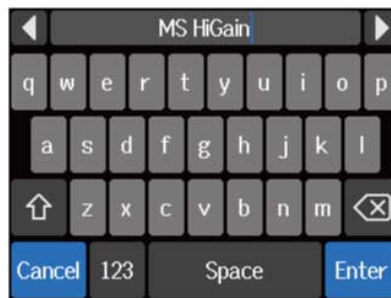 MS HiGain
q w e r t y u i o p
a s d f g h j k l
z x c v b n m
Cancel 123 Space Enter